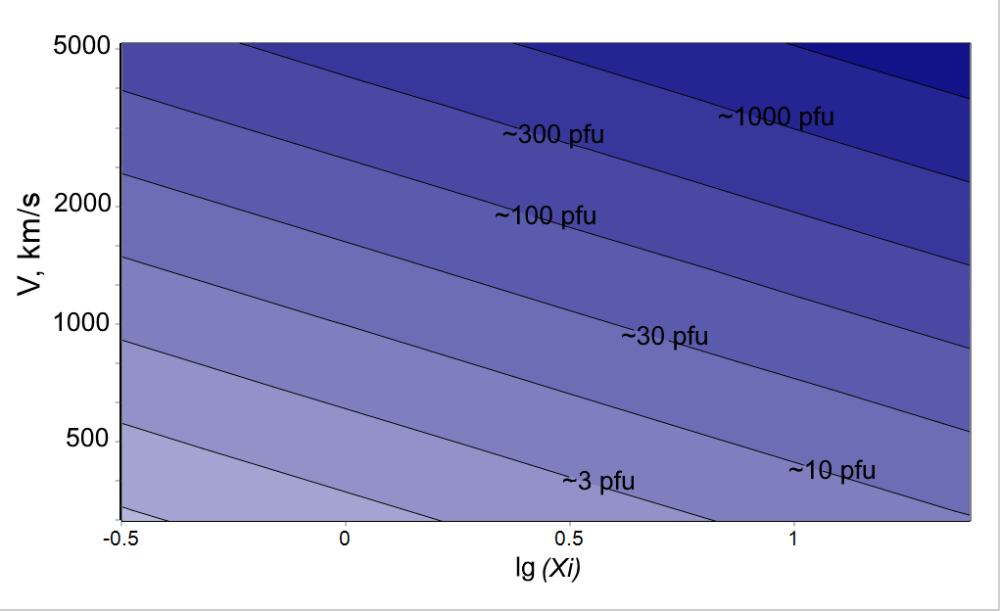 5000
~1000 pfu
~300 pfu
2000
~100 pfu
V, km/s
1000
~30 pfu
500
~10 pfu
~3 pfu
-0.5
0
0.5
1
lg (Xi)